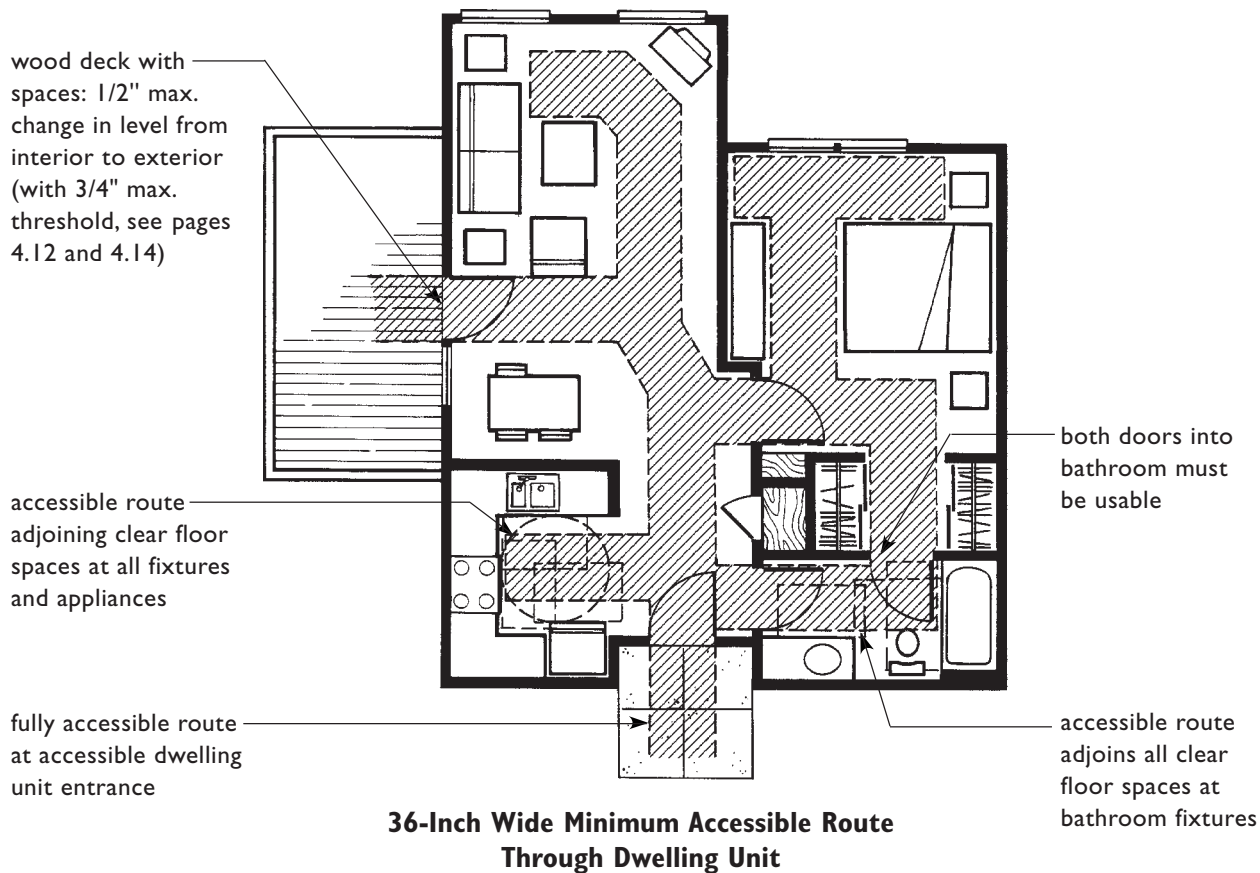 wood deck with
spaces: 1/2" max.
change in level from
interior to exterior
(with 3/4" max.
threshold, see pages
4.12 and 4.14)
accessible route
adjoining clear floor
spaces at all fixtures
and appliances
fully accessible route
at accessible dwelling
unit entrance
both doors into
bathroom must
be usable
accessible route
adjoins all clear
floor spaces at
bathroom fixtures
36-Inch Wide Minimum Accessible Route
Through Dwelling Unit